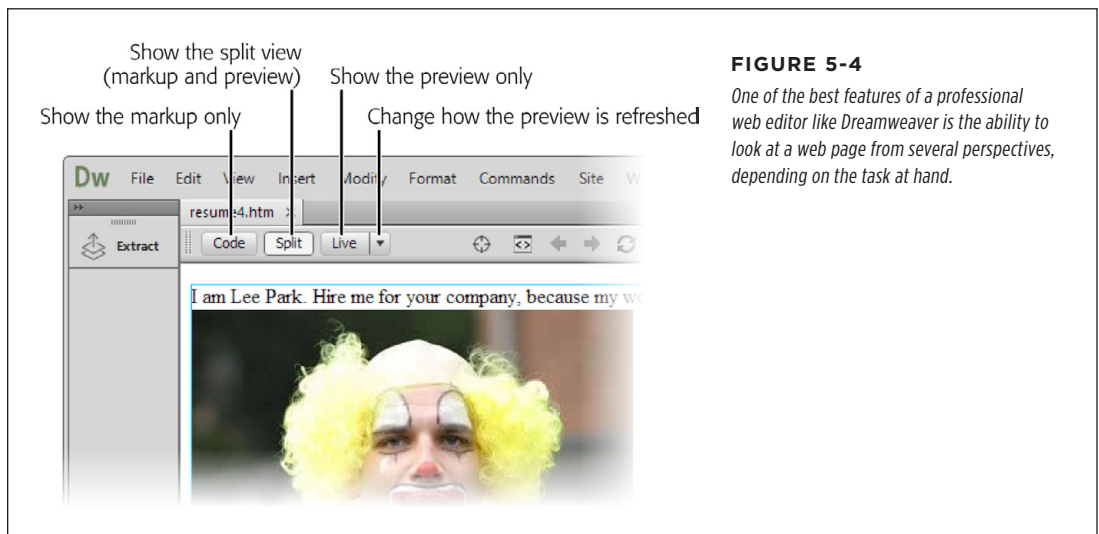 Show the split view
(markup and preview)
Show the preview only
Show the markup only
Change how the preview is refreshed
Dw File Edit View Insert Modify Format Commands Site
resume4.htm
Extract
Code Split Live
I am Lee Park. Hire me for your company, because my
FIGURE 5-4
One of the best features of a professional
web editor like Dreamweaver is the ability to
look at a web page from several perspectives,
depending on the task at hand.